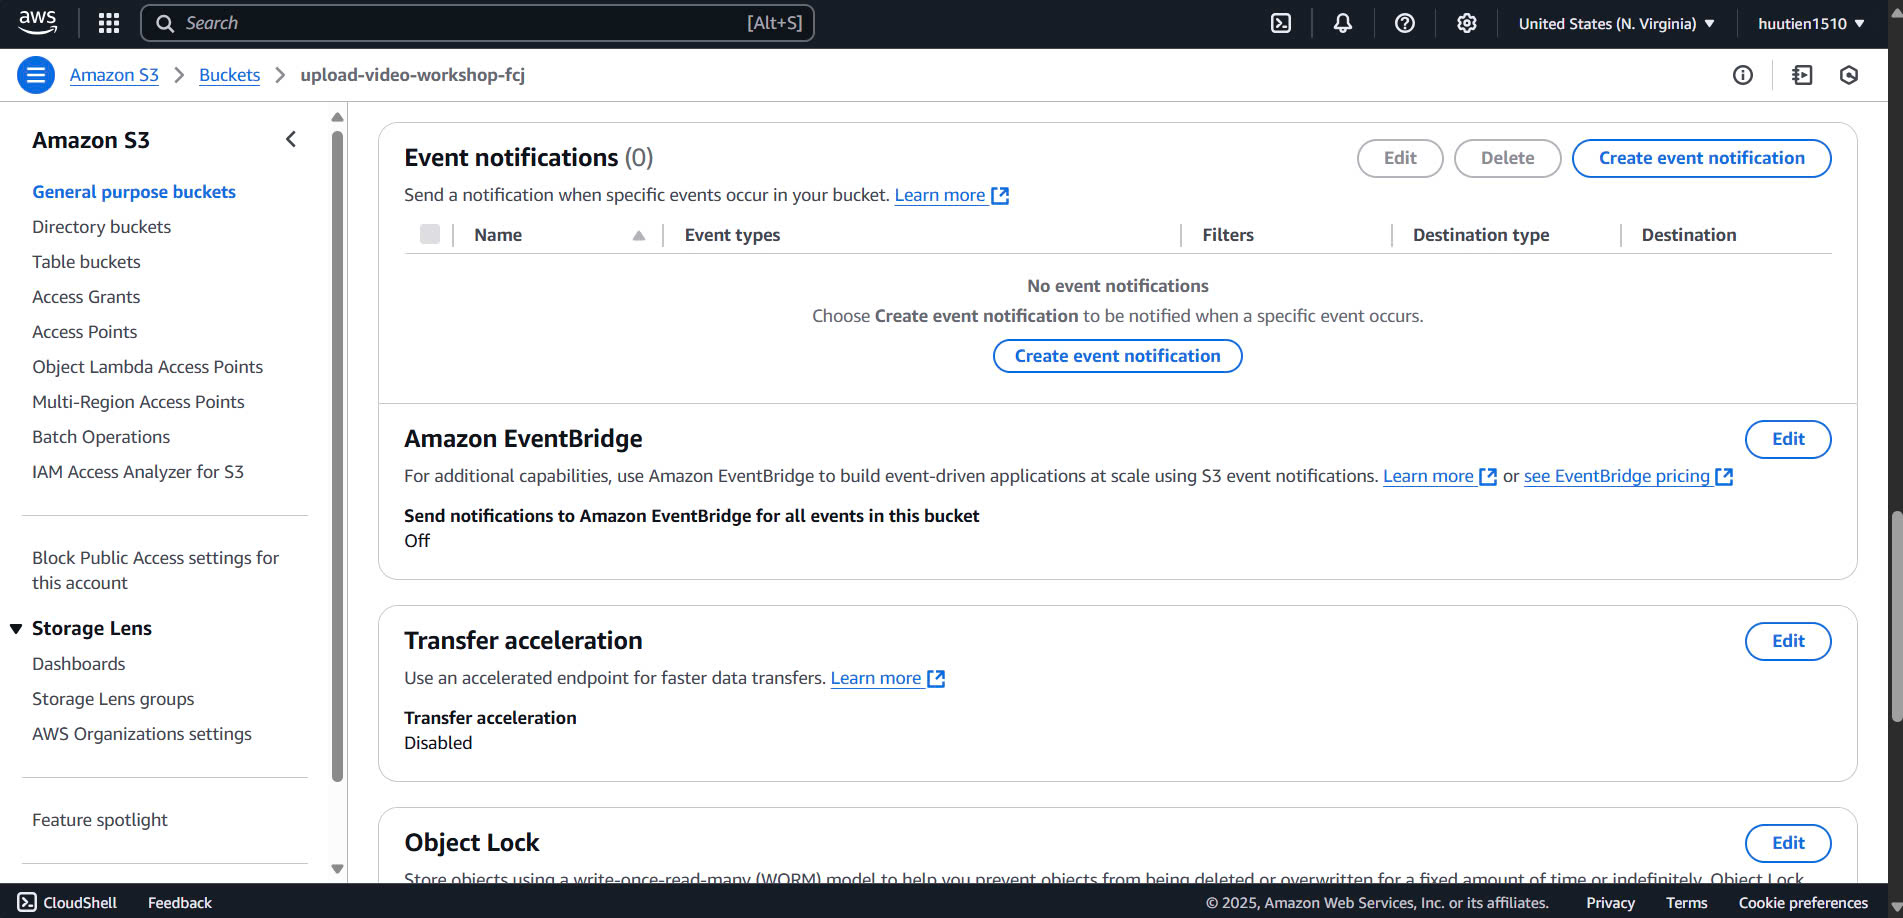 aws
Search [Alt+S]
United States (N. Virginia)
huutien1510
Amazon S3 > Buckets > upload-video-workshop-fcj
Amazon S3
General purpose buckets
Directory buckets
Table buckets
Access Grants
Access Points
Object Lambda Access Points
Multi-Region Access Points
Batch Operations
IAM Access Analyzer for S3
Block Public Access settings for
this account
Storage Lens
Dashboards
Storage Lens groups
AWS Organizations settings
Feature spotlight
Event notifications (0)
Edit
Delete
Create event notification
Send a notification when specific events occur in your bucket. Learn more
Name
Event types
Filters
Destination type
Destination
No event notifications
Choose Create event notification to be notified when a specific event occurs.
Create event notification
Amazon EventBridge
Edit
For additional capabilities, use Amazon EventBridge to build event-driven applications at scale using S3 event notifications. Learn more or see EventBridge pricing
Send notifications to Amazon EventBridge for all events in this bucket
Off
Transfer acceleration
Edit
Use an accelerated endpoint for faster data transfers. Learn more
Transfer acceleration
Disabled
Object Lock
Edit
Store objects using a write-once-read-many (WORM) model to help you prevent objects from being deleted or overwritten for a fixed amount of time or indefinitely. Object Lock
CloudShell
Feedback
© 2025, Amazon Web Services, Inc. or its affiliates.
Privacy
Terms
Cookie preferences